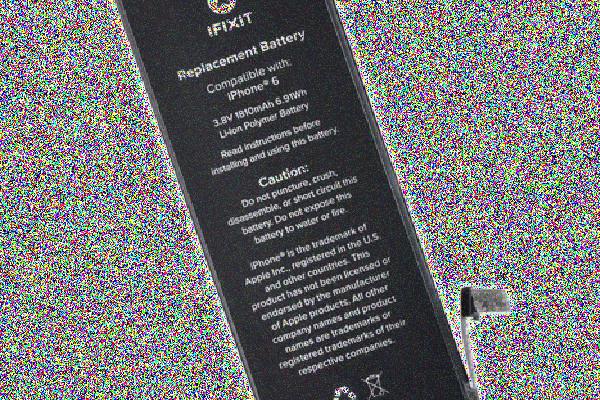 IFIXIT
Replacement Battery
Compatible with:
iPhone® 6
3.8V 1810mAh 6.91Wh
Li-ion Polymer Battery
Read instructions before
installing and using this battery.
Caution:
Do not puncture, crush,
disassemble, or short circuit this
battery. Do not expose this
battery to water or fire.
iPhone® is the trademark of
Apple Inc., registered in the U.S.
and other countries. This
product has not been licensed or
endorsed by the manufacturer
of Apple products. All other
company names and product
names are trademarks or
registered trademarks of their
respective companies.